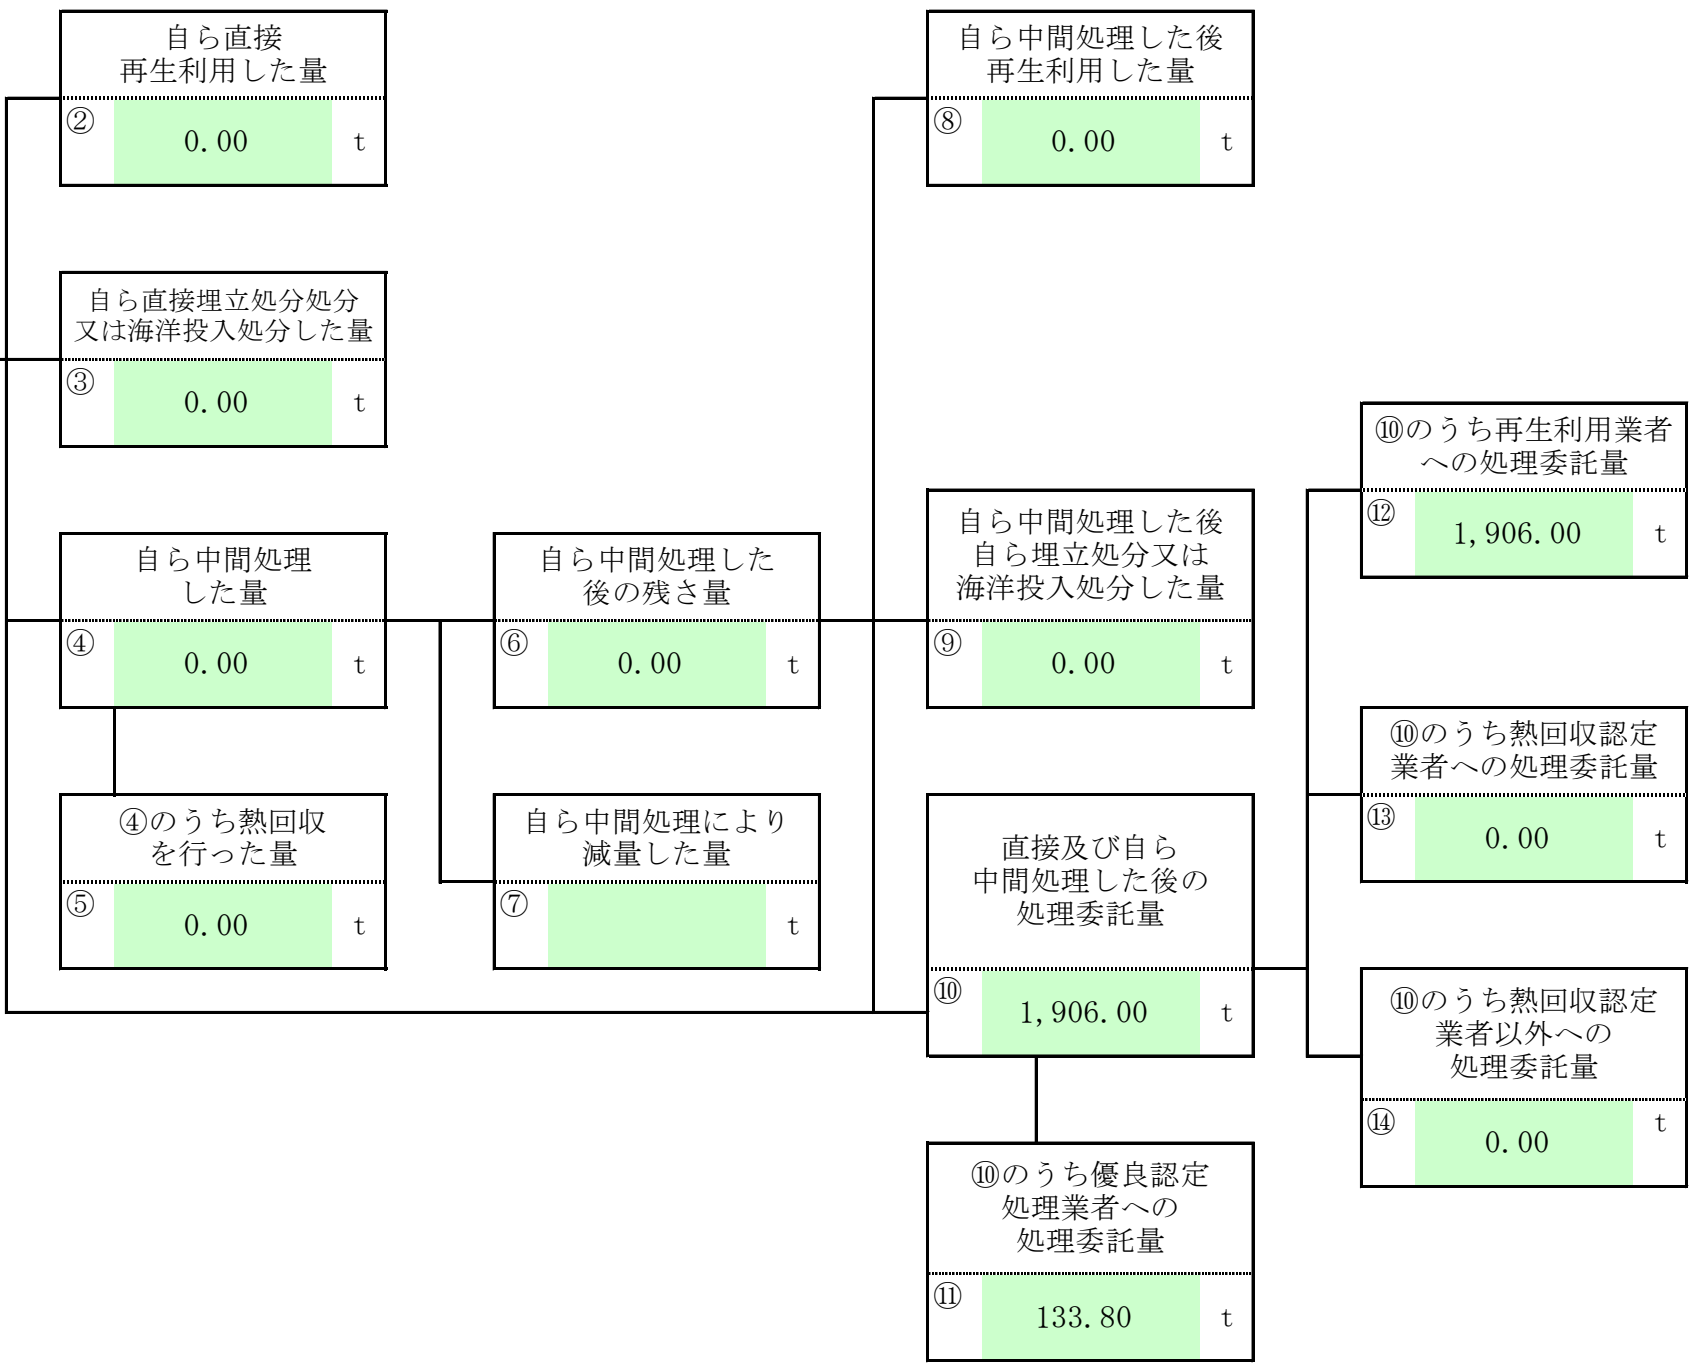 自ら直接
再生利用した量
②
0.00
t
自ら中間処理した後
再生利用した量
⑧
0.00
t
自ら直接埋立処分処分
又は海洋投入処分した量
③
0.00
t
⑩のうち再生利用業者
への処理委託量
⑫
1,906.00
t
自ら中間処理
した量
④
0.00
t
自ら中間処理した
後の残さ量
⑥
0.00
t
自ら中間処理した後
自ら埋立処分又は
海洋投入処分した量
⑨
0.00
t
⑩のうち熱回収認定
業者への処理委託量
⑬
0.00
t
④のうち熱回収
を行った量
⑤
0.00
t
自ら中間処理により
減量した量
⑦
t
直接及び自ら
中間処理した後の
処理委託量
⑩
1,906.00
t
⑩のうち熱回収認定
業者以外への
処理委託量
⑭
0.00
t
⑩のうち優良認定
処理業者への
処理委託量
⑪
133.80
t